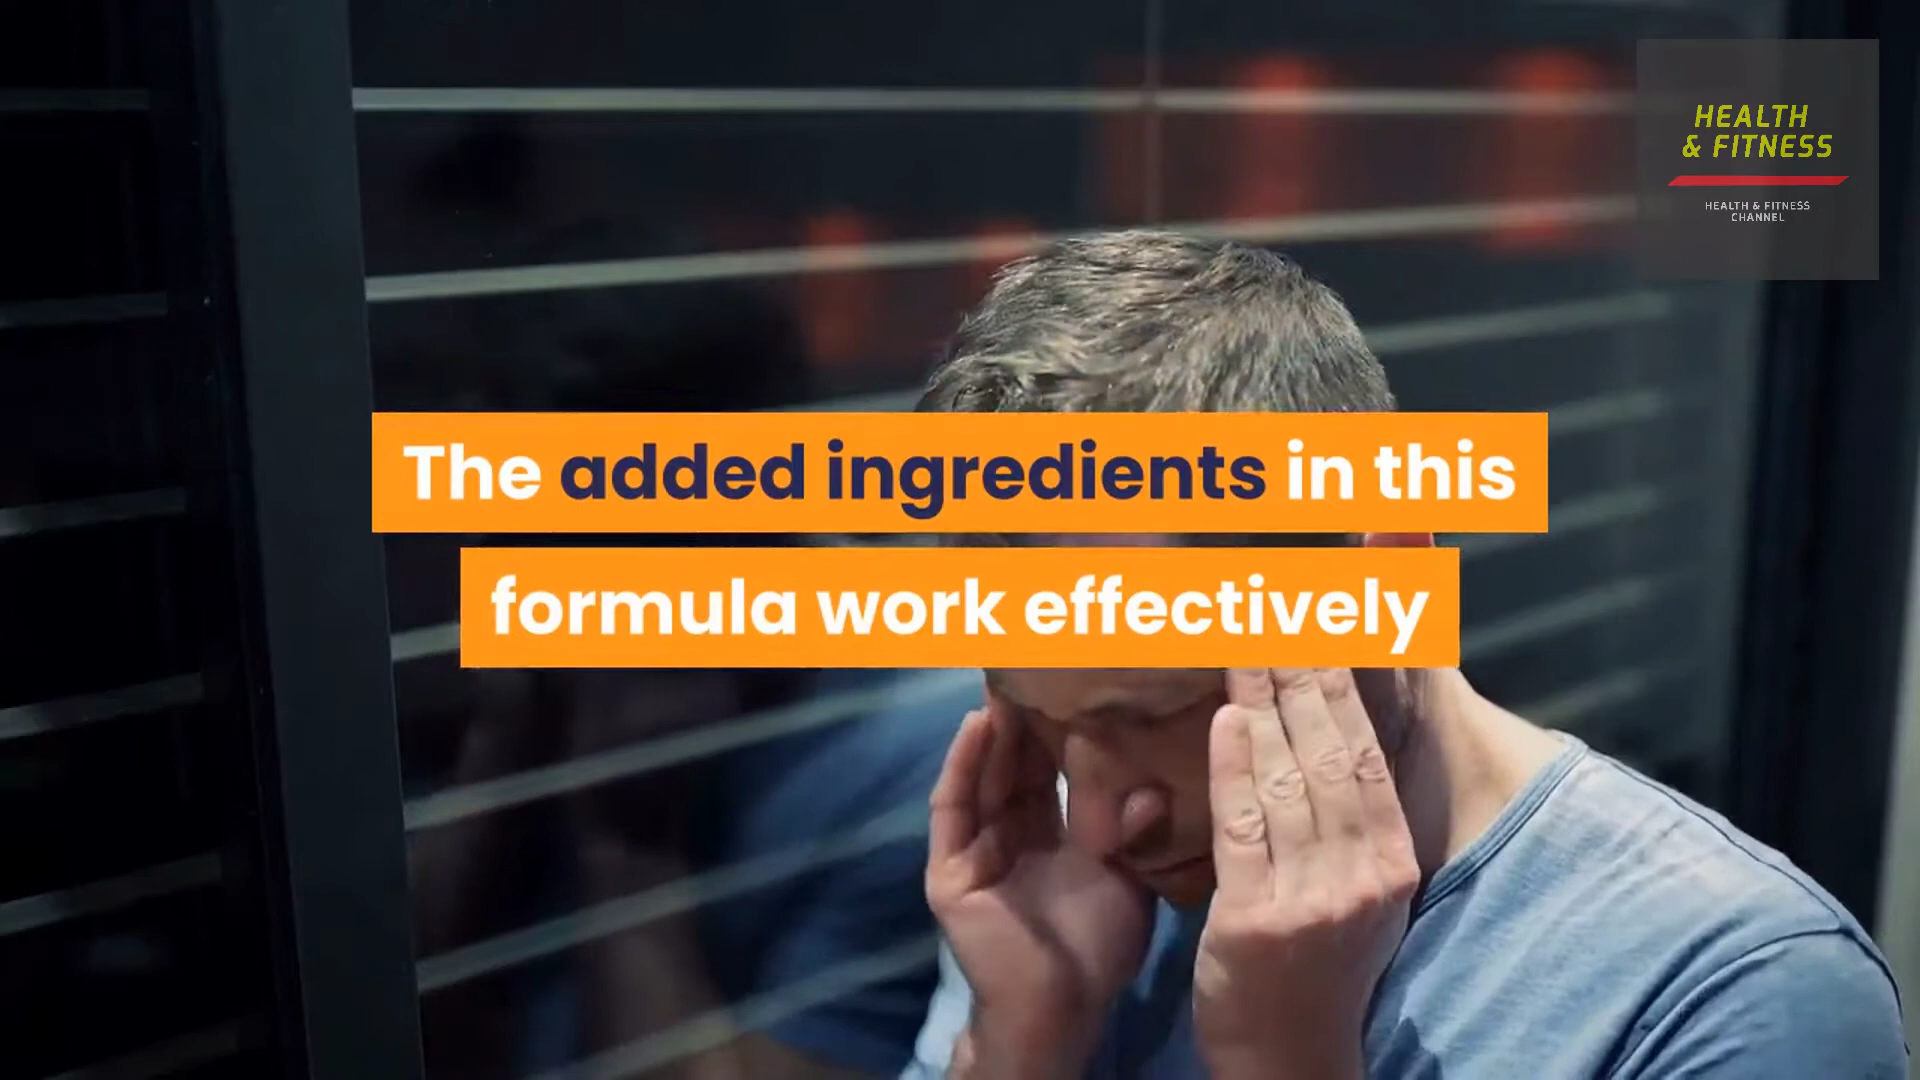 HEALTH
& FITNESS
HEALTH & FITNESS
CHANNEL
The added ingredients in this
formula work effectively